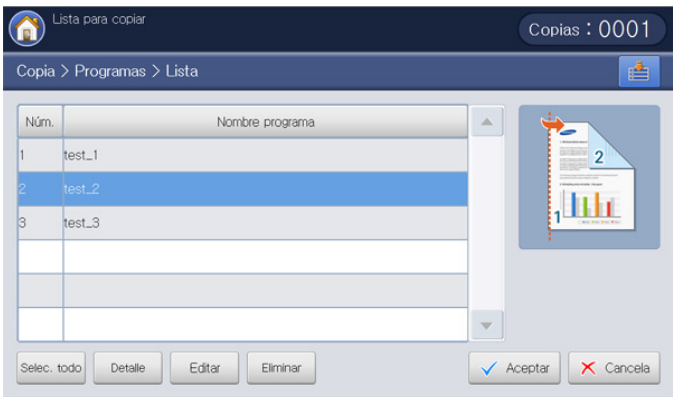 Lista para copiar
Copias : 0001
Copia > Programas > Lista
Núm. Nombre programa
1 test_1
2 test_2
3 test_3
2
1
Selec. todo Detalle Editar Eliminar Aceptar Cancela